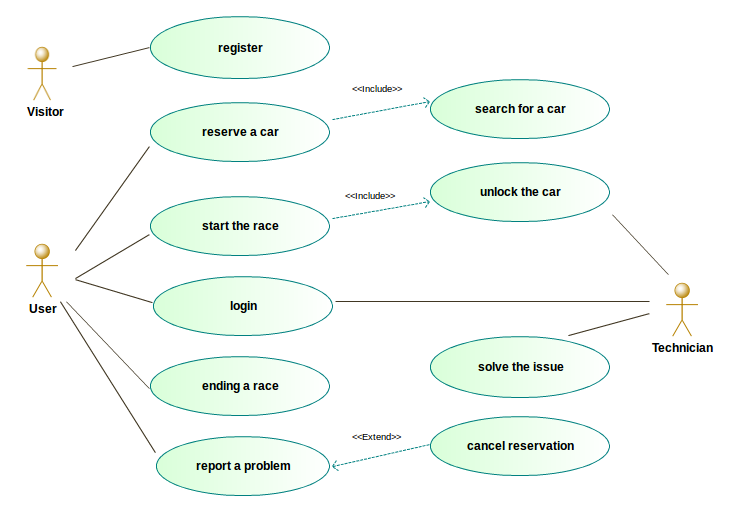 register
<<Include>>
search for a car
Visitor
reserve a car
unlock the car
<<Include>>
start the race
User
login
Technician
solve the issue
ending a race
<<Extend>>
cancel reservation
report a problem